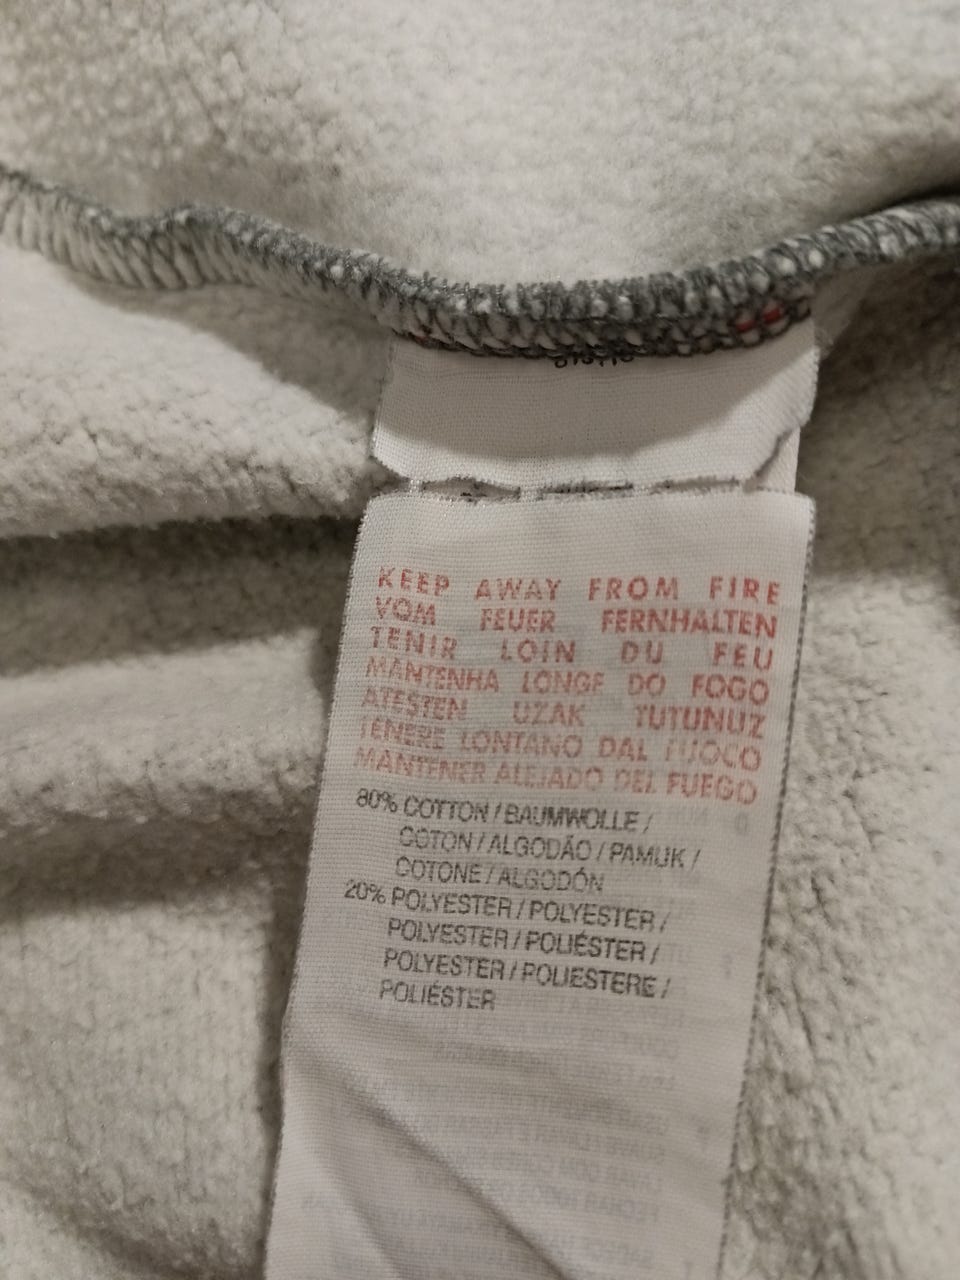 KEEP AWAY FROM FIRE
VOM FEUER FERNHALTEN
TENIR LOIN DU FEU
MANTENHA LONGE DO FOGO
ATEŞTEN UZAK TUTUNUZ
TENERE LONTANO DAL FUOCO
MANTENER ALEJADO DEL FUEGO
80% COTTON / BAUMWOLLE /
COTON / ALGODÃO / PAMUK /
COTONE / ALGODÓN
20% POLYESTER / POLYESTER /
POLYESTER / POLIÉSTER /
POLYESTER / POLIESTERE /
POLIÉSTER